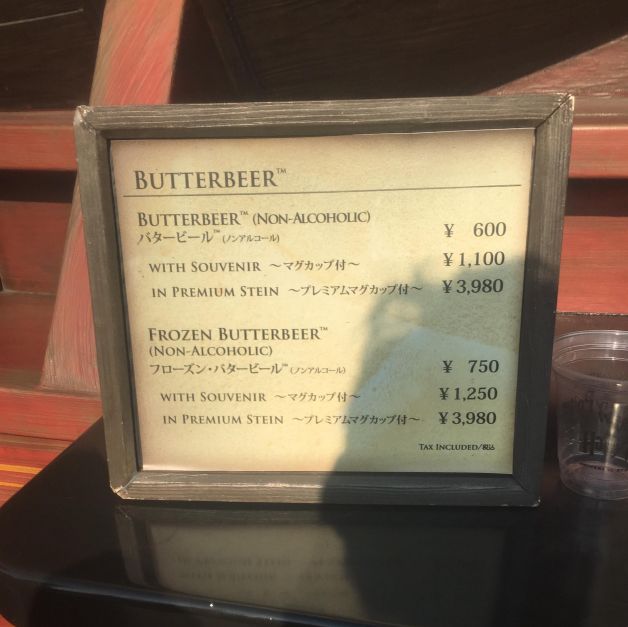 BUTTERBEER™
BUTTERBEER™ (NON-ALCOHOLIC) ¥ 600
バタービール™ (ノンアルコール)
WITH SOUVENIR ～マグカップ付～ ¥1,100
IN PREMIUM STEIN ～プレミアムマグカップ付～ ¥3,980
FROZEN BUTTERBEER™
(NON-ALCOHOLIC)
フローズン・バタービール™ (ノンアルコール) ¥ 750
WITH SOUVENIR ～マグカップ付～ ¥1,250
IN PREMIUM STEIN ～プレミアムマグカップ付～ ¥3,980
TAX INCLUDED/税込